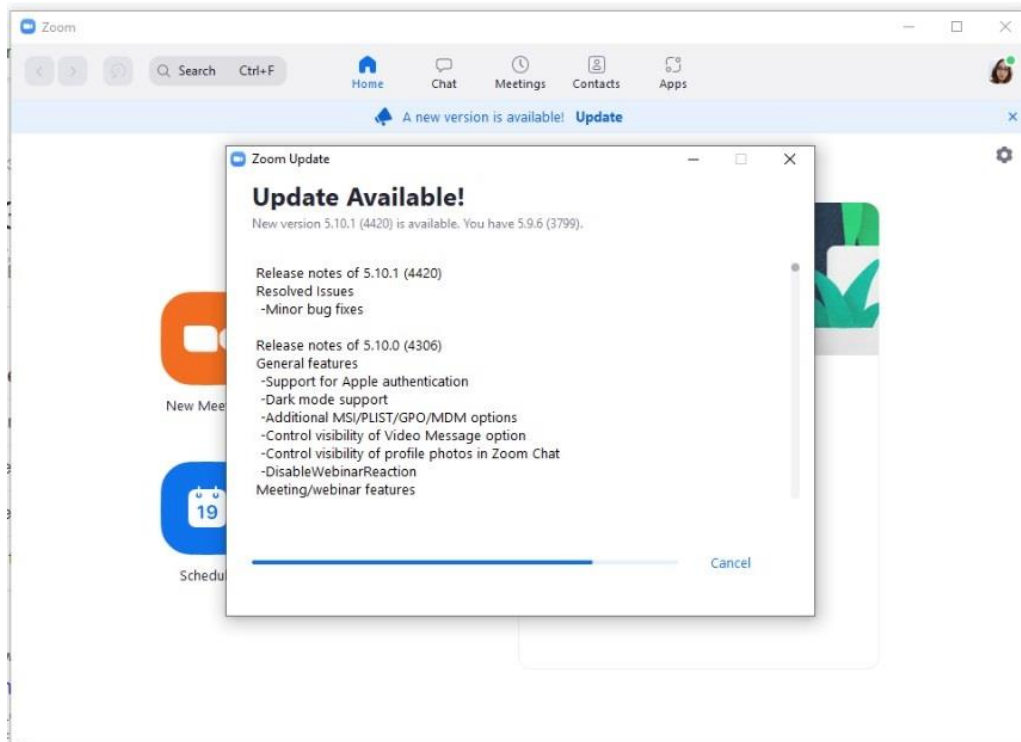 Zoom
Search Ctrl+F
Home
Chat
Meetings
Contacts
Apps
A new version is available! Update
Zoom Update
Update Available!
New version 5.10.1 (4420) is available. You have 5.9.6 (3799).
Release notes of 5.10.1 (4420)
Resolved Issues
-Minor bug fixes
Release notes of 5.10.0 (4306)
General features
-Support for Apple authentication
-Dark mode support
-Additional MSI/PLIST/GPO/MDM options
-Control visibility of Video Message option
-Control visibility of profile photos in Zoom Chat
-DisableWebinarReaction
Meeting/webinar features
New Mee
19
Schedul
Cancel